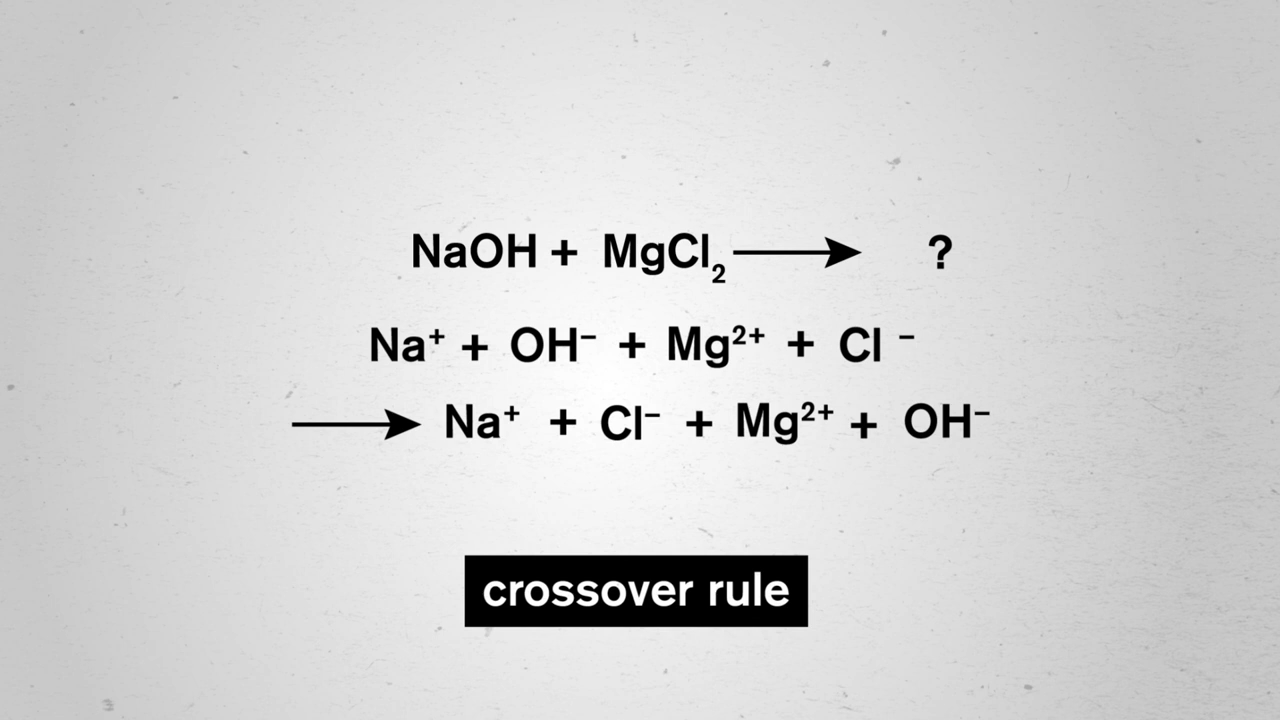 NaOH + MgCl₂ ⟶ ?
Na⁺ + OH⁻ + Mg²⁺ + Cl ⁻
⟶ Na⁺ + Cl⁻ + Mg²⁺ + OH⁻
crossover rule